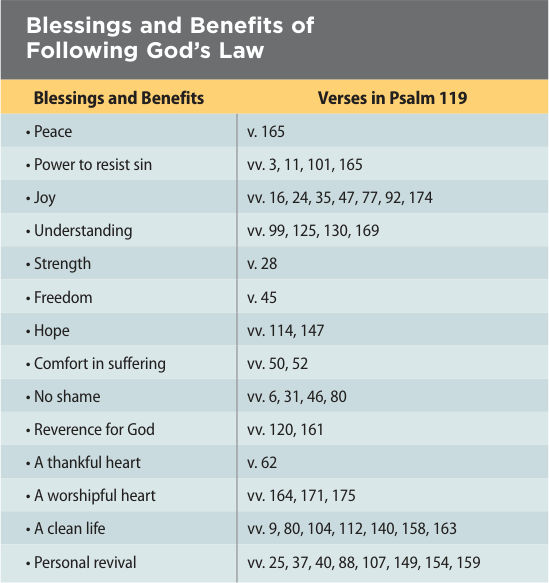 Blessings and Benefits of
Following God's Law
Blessings and Benefits Verses in Psalm 119
• Peace v. 165
• Power to resist sin vv. 3, 11, 101, 165
• Joy vv. 16, 24, 35, 47, 77, 92, 174
• Understanding vv. 99, 125, 130, 169
• Strength v. 28
• Freedom v. 45
• Hope vv. 114, 147
• Comfort in suffering vv. 50, 52
• No shame vv. 6, 31, 46, 80
• Reverence for God vv. 120, 161
• A thankful heart v. 62
• A worshipful heart vv. 164, 171, 175
• A clean life vv. 9, 80, 104, 112, 140, 158, 163
• Personal revival vv. 25, 37, 40, 88, 107, 149, 154, 159